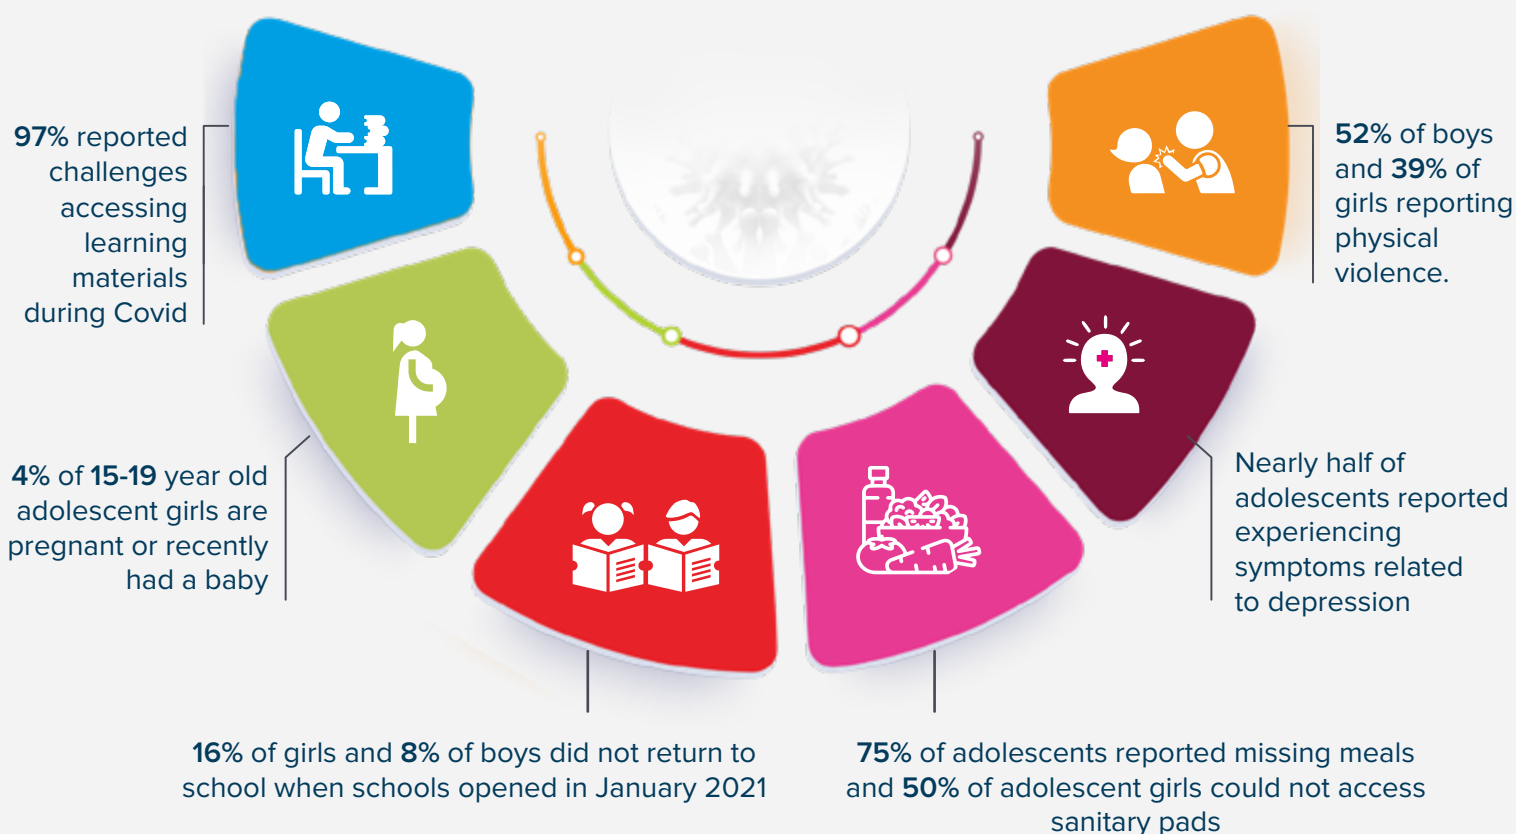 97% reported
challenges
accessing
learning
materials
during Covid
4% of 15-19 year old
adolescent girls are
pregnant or recently
had a baby
16% of girls and 8% of boys did not return to
school when schools opened in January 2021
75% of adolescents reported missing meals
and 50% of adolescent girls could not access
sanitary pads
Nearly half of
adolescents reported
experiencing
symptoms related
to depression
52% of boys
and 39% of
girls reporting
physical
violence.